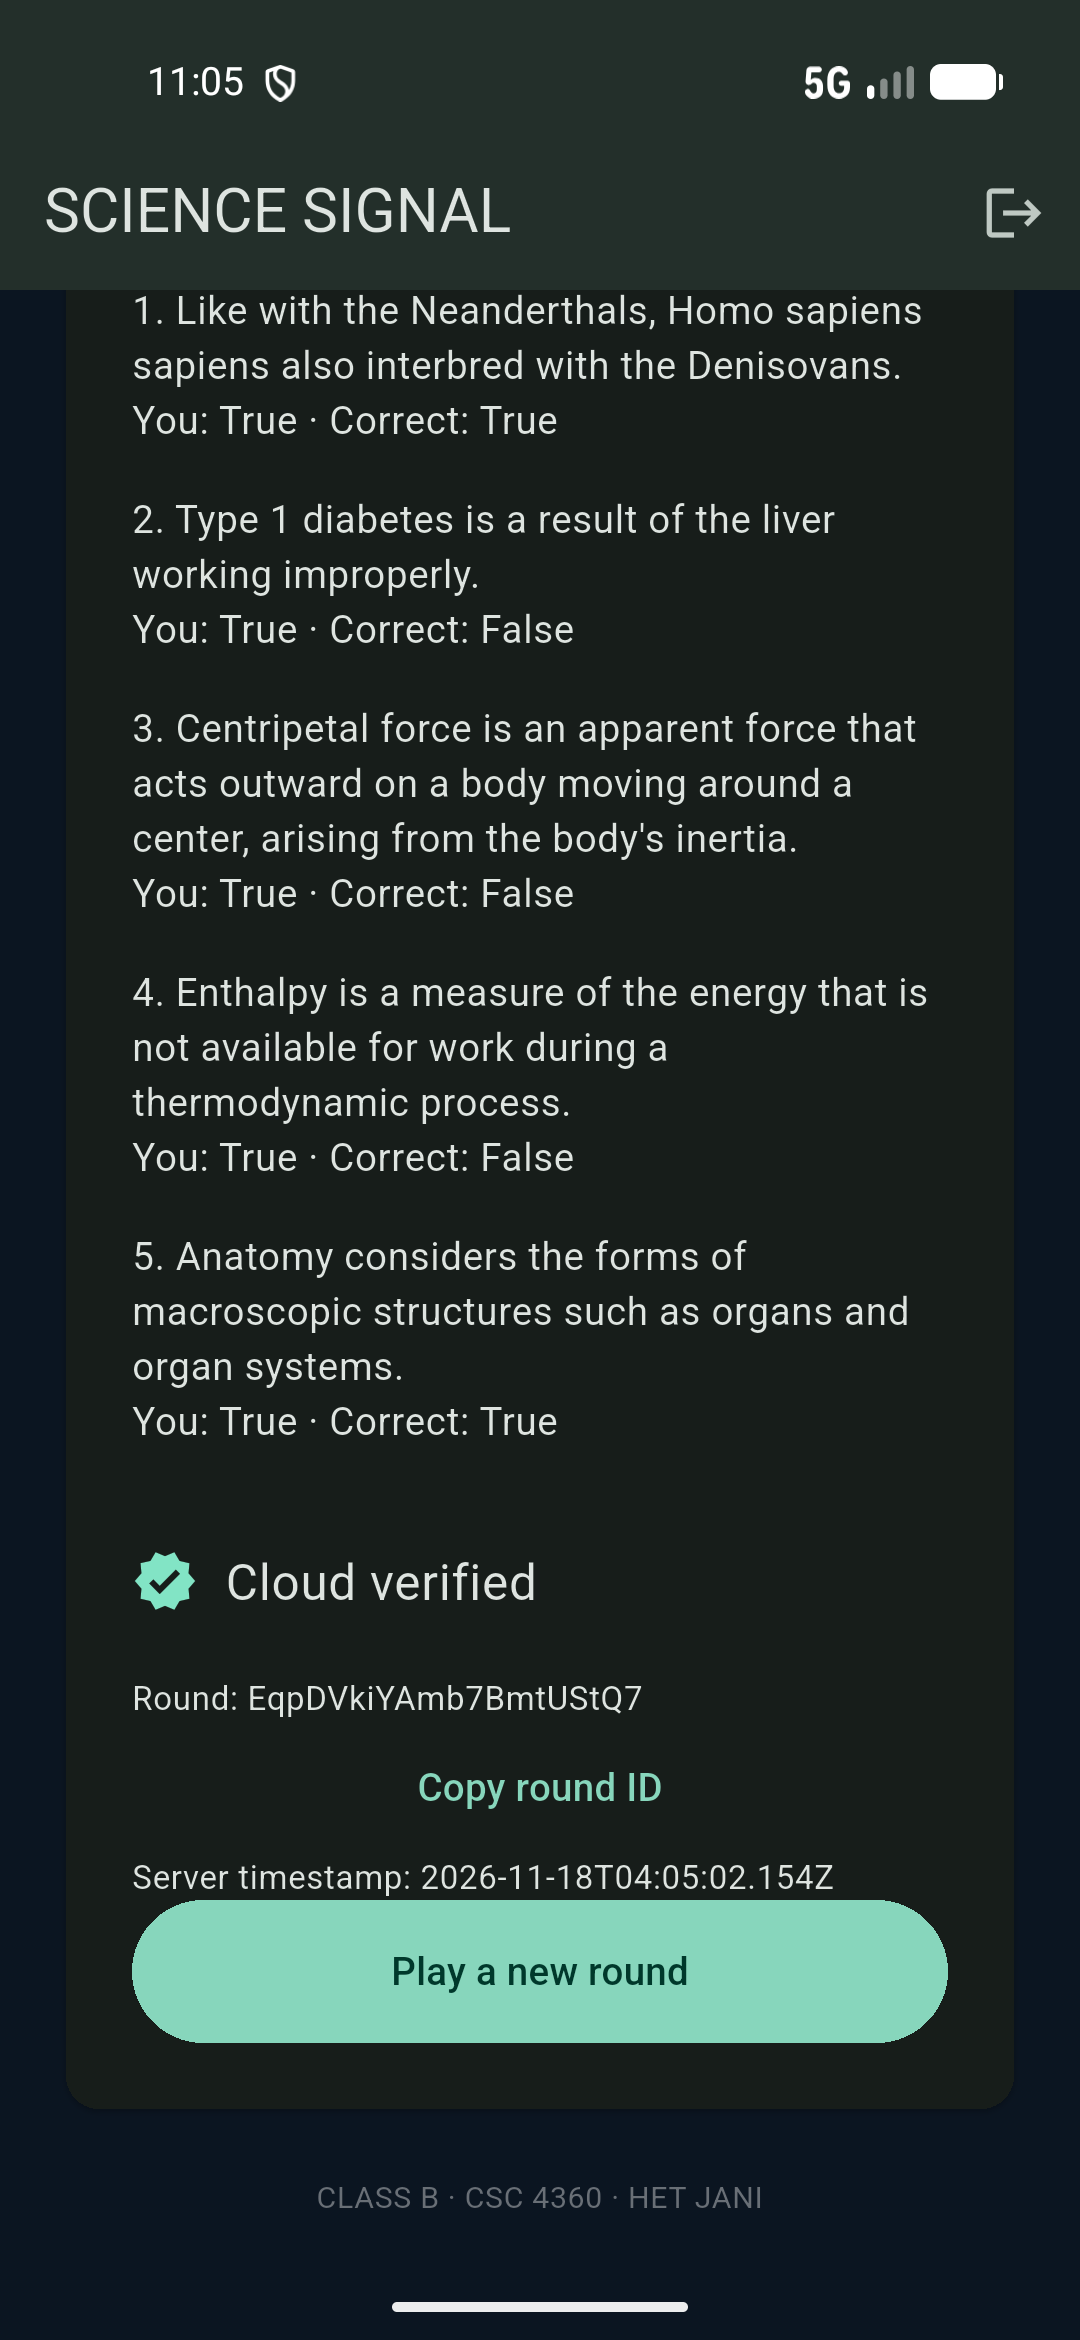 11:05
5G
SCIENCE SIGNAL
1. Like with the Neanderthals, Homo sapiens
sapiens also interbred with the Denisovans.
You: True · Correct: True
2. Type 1 diabetes is a result of the liver
working improperly.
You: True · Correct: False
3. Centripetal force is an apparent force that
acts outward on a body moving around a
center, arising from the body's inertia.
You: True · Correct: False
4. Enthalpy is a measure of the energy that is
not available for work during a
thermodynamic process.
You: True · Correct: False
5. Anatomy considers the forms of
macroscopic structures such as organs and
organ systems.
You: True · Correct: True
Cloud verified
Round: EqpDVkiYAmb7BmtUStQ7
Copy round ID
Server timestamp: 2026-11-18T04:05:02.154Z
Play a new round
CLASS B · CSC 4360 · HET JANI